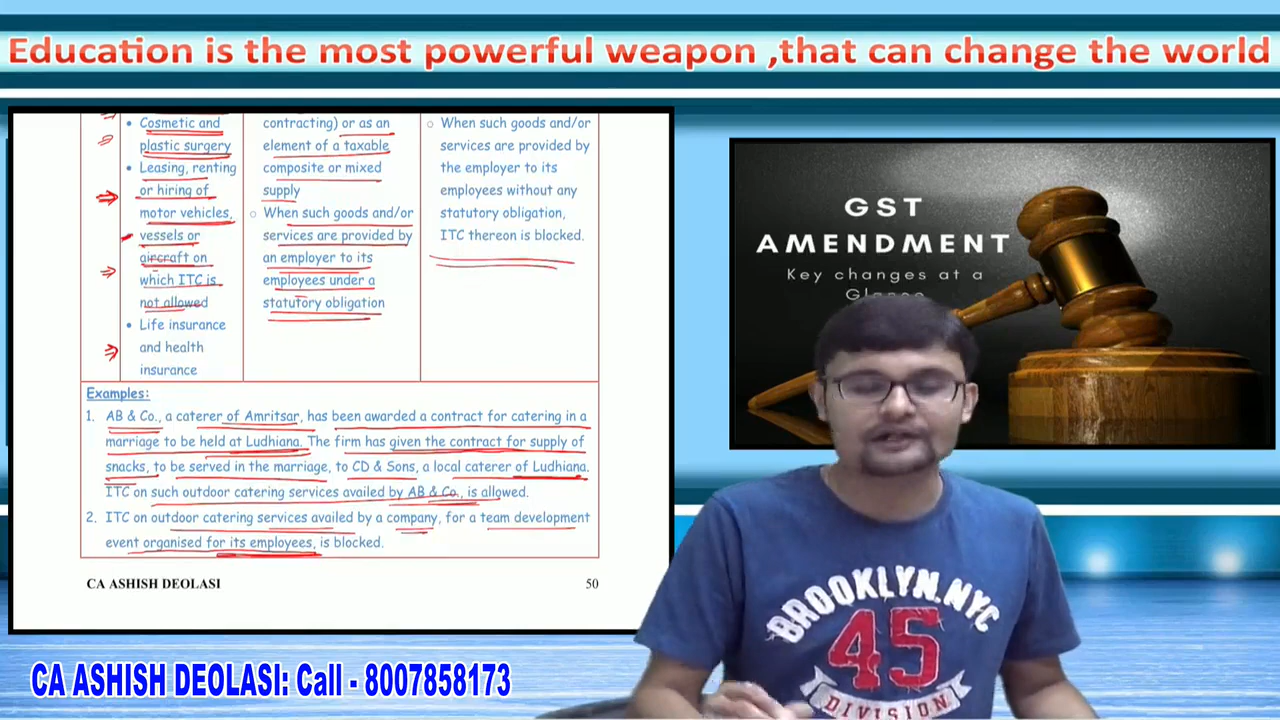 Education is the most powerful weapon ,that can change the world
• Cosmetic and
plastic surgery
• Leasing, renting
or hiring of
motor vehicles,
vessels or
aircraft on
which ITC is
not allowed
• Life insurance
and health
insurance
contracting) or as an
element of a taxable
composite or mixed
supply
○ When such goods and/or
services are provided by
an employer to its
employees under a
statutory obligation
○ When such goods and/or
services are provided by
the employer to its
employees without any
statutory obligation,
ITC thereon is blocked.
Examples:
1. AB & Co., a caterer of Amritsar, has been awarded a contract for catering in a
marriage to be held at Ludhiana. The firm has given the contract for supply of
snacks, to be served in the marriage, to CD & Sons, a local caterer of Ludhiana.
ITC on such outdoor catering services availed by AB & Co., is allowed.
2. ITC on outdoor catering services availed by a company, for a team development
event organised for its employees, is blocked.
CA ASHISH DEOLASI 50
GST
AMENDMENT
Key changes at a
Glance
BROOKLYN.NYC
45
DIVISION
CA ASHISH DEOLASI: Call - 8007858173